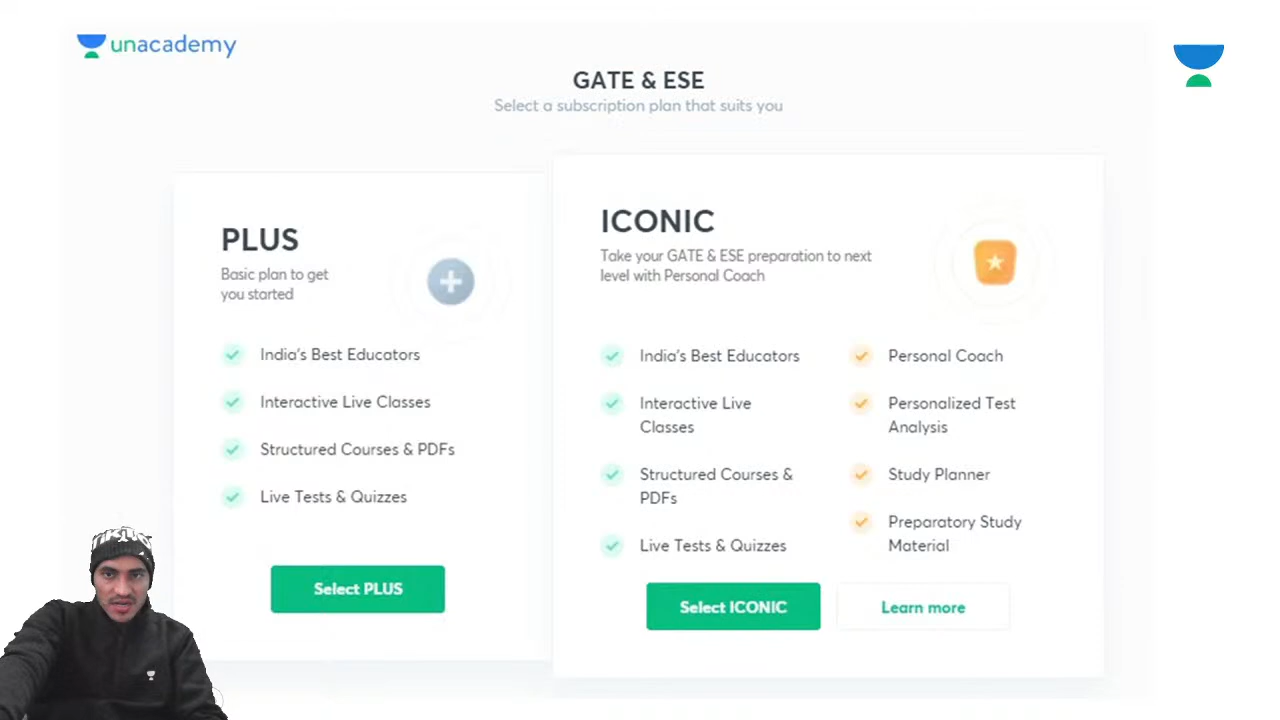 unacademy
GATE & ESE
Select a subscription plan that suits you
PLUS
Basic plan to get
you started
India's Best Educators
Interactive Live Classes
Structured Courses & PDFs
Live Tests & Quizzes
Select PLUS
ICONIC
Take your GATE & ESE preparation to next
level with Personal Coach
India's Best Educators
Interactive Live
Classes
Structured Courses &
PDFs
Live Tests & Quizzes
Personal Coach
Personalized Test
Analysis
Study Planner
Preparatory Study
Material
Select ICONIC
Learn more